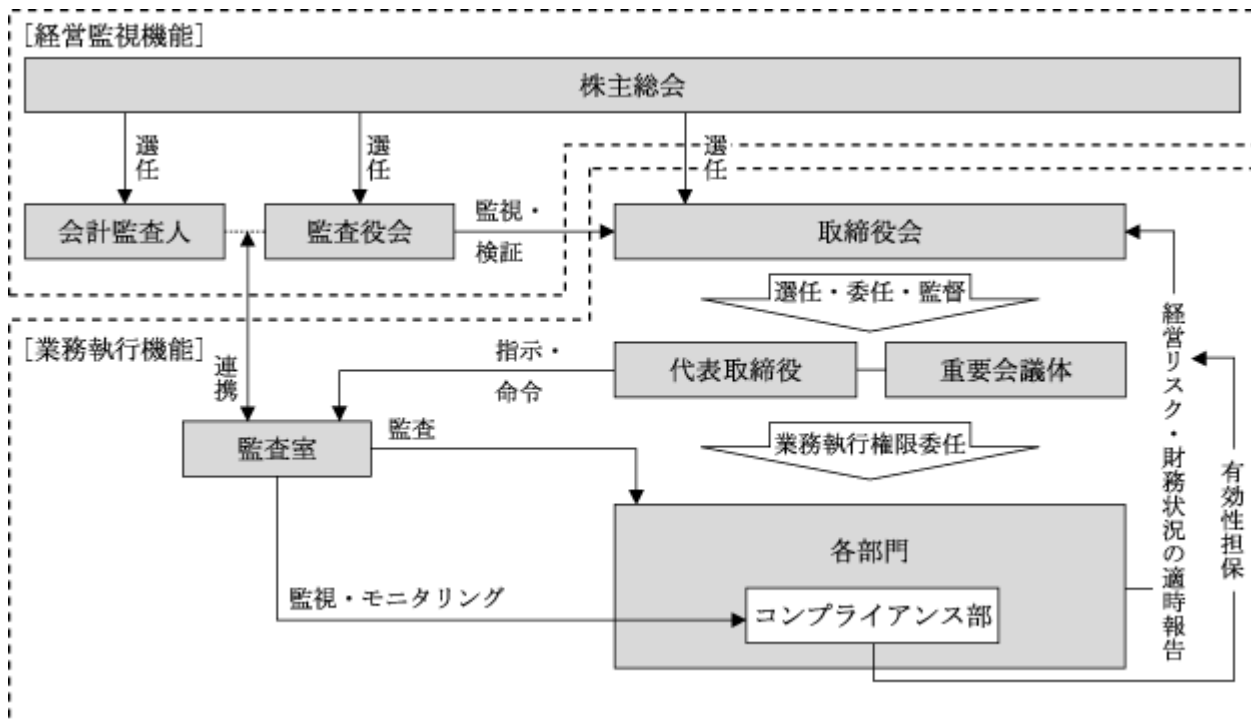 [経営監視機能]
株主総会
選任
選任
選任
会計監査人
監査役会
監視・
検証
取締役会
選任・委任・監督
[業務執行機能]
連携
指示・
命令
代表取締役
重要会議体
監査室
監査
業務執行権限委任
経営リスク・財務状況の適時報告
有効性担保
各部門
監視・モニタリング
コンプライアンス部